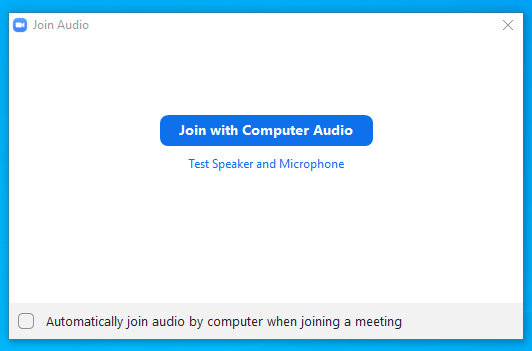 Join Audio
Join with Computer Audio
Test Speaker and Microphone
Automatically join audio by computer when joining a meeting